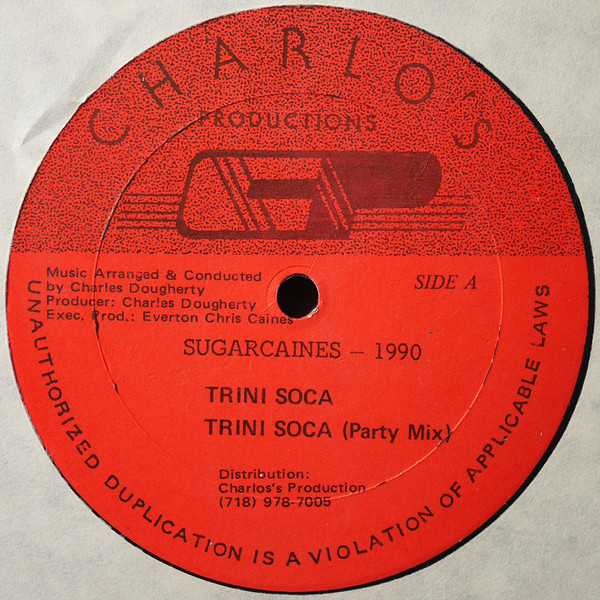 CHARLO'S
PRODUCTIONS
Music Arranged & Conducted
by Charles Dougherty
Producer: Charles Dougherty
Exec. Prod.: Everton Chris Caines
SIDE A
SUGARCAINES – 1990
TRINI SOCA
TRINI SOCA (Party Mix)
Distribution:
Charlos's Production
(718) 978-7005
UNAUTHORIZED DUPLICATION IS A VIOLATION OF APPLICABLE LAWS